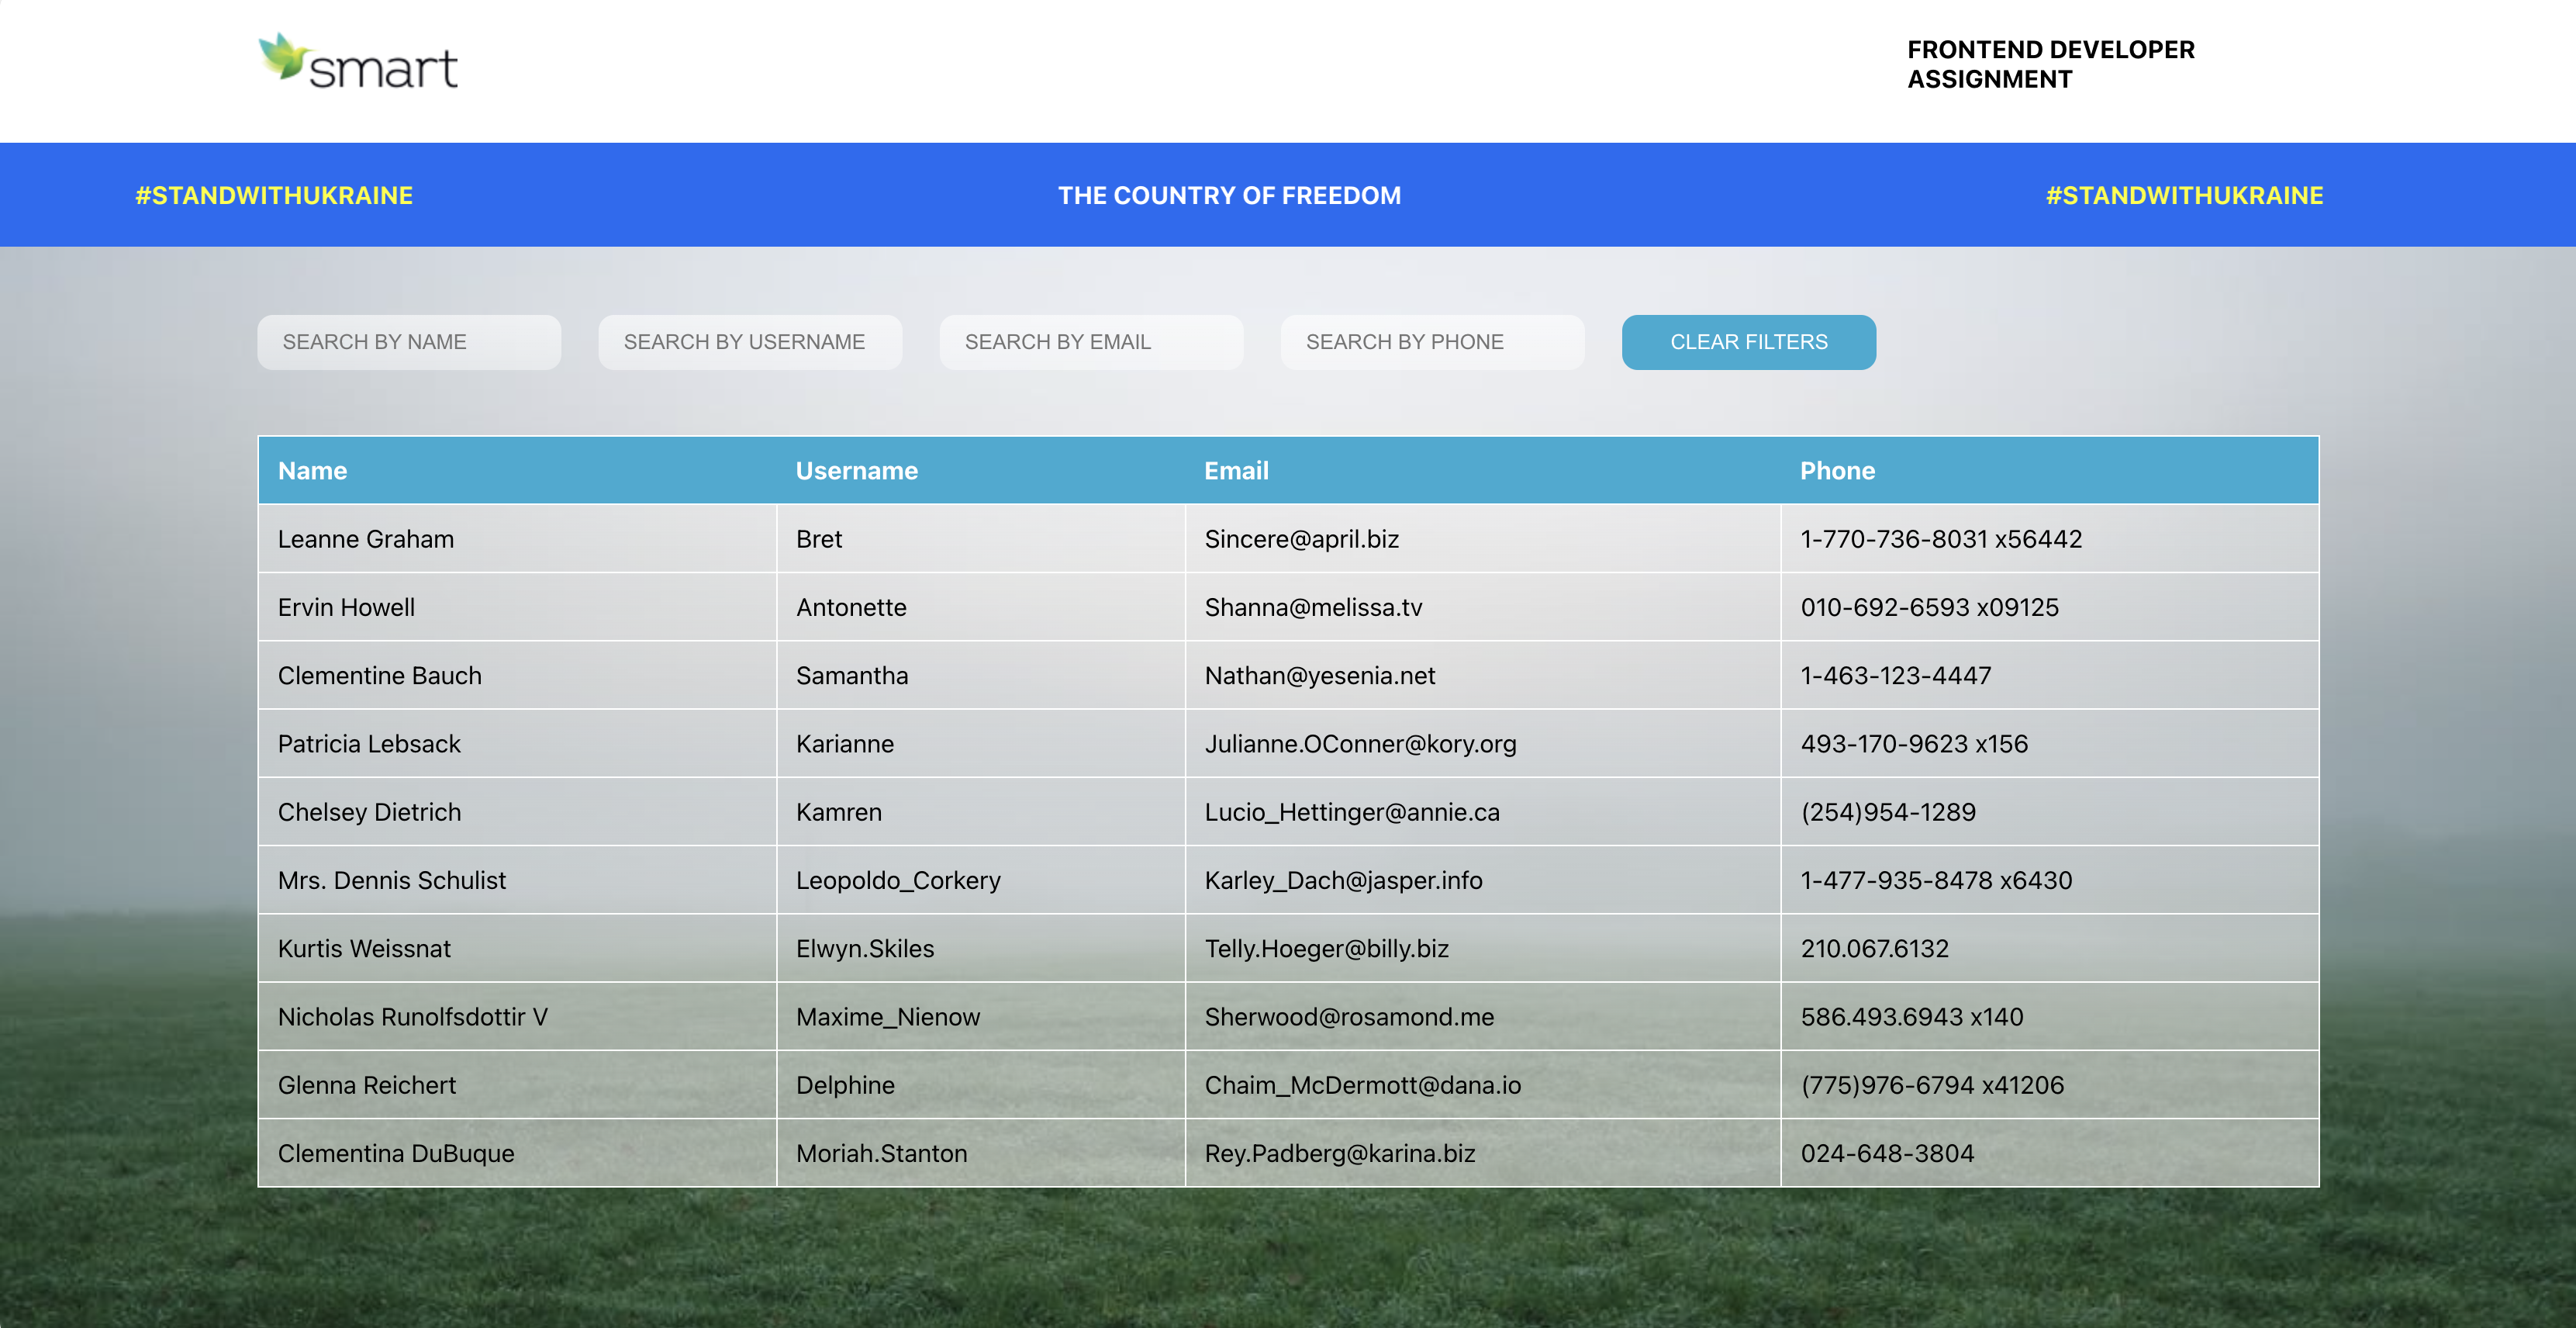 smart
FRONTEND DEVELOPER
ASSIGNMENT
#STANDWITHUKRAINE THE COUNTRY OF FREEDOM #STANDWITHUKRAINE
SEARCH BY NAME SEARCH BY USERNAME SEARCH BY EMAIL SEARCH BY PHONE CLEAR FILTERS
Name Username Email Phone
Leanne Graham Bret Sincere@april.biz 1-770-736-8031 x56442
Ervin Howell Antonette Shanna@melissa.tv 010-692-6593 x09125
Clementine Bauch Samantha Nathan@yesenia.net 1-463-123-4447
Patricia Lebsack Karianne Julianne.OConner@kory.org 493-170-9623 x156
Chelsey Dietrich Kamren Lucio_Hettinger@annie.ca (254)954-1289
Mrs. Dennis Schulist Leopoldo_Corkery Karley_Dach@jasper.info 1-477-935-8478 x6430
Kurtis Weissnat Elwyn.Skiles Telly.Hoeger@billy.biz 210.067.6132
Nicholas Runolfsdottir V Maxime_Nienow Sherwood@rosamond.me 586.493.6943 x140
Glenna Reichert Delphine Chaim_McDermott@dana.io (775)976-6794 x41206
Clementina DuBuque Moriah.Stanton Rey.Padberg@karina.biz 024-648-3804